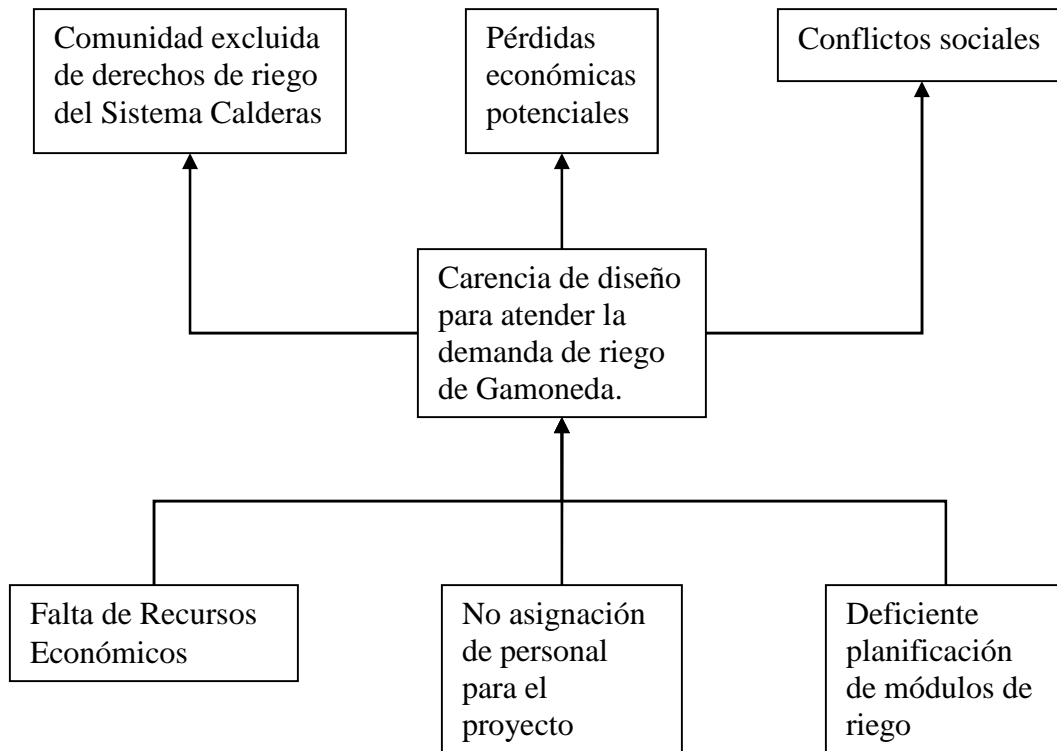 Comunidad excluida
de derechos de riego
del Sistema Calderas
Pérdidas
económicas
potenciales
Conflictos sociales
Carencia de diseño
para atender la
demanda de riego
de Gamoneda.
Falta de Recursos
Económicos
No asignación
de personal
para el
proyecto
Deficiente
planificación
de módulos de
riego